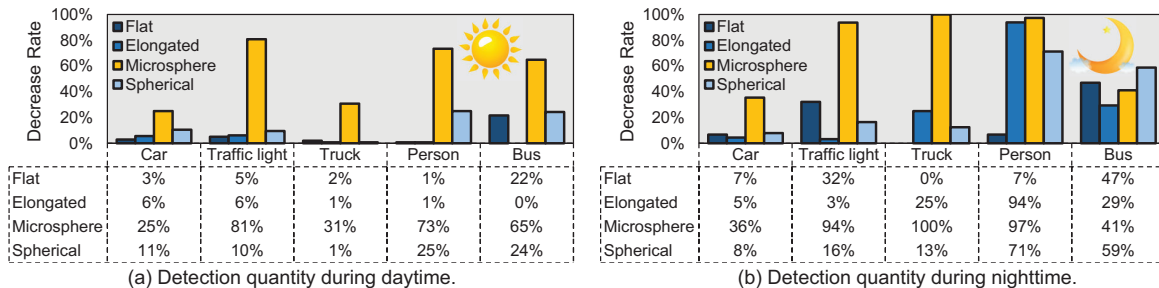 Decrease Rate
100%
80%
60%
40%
20%
0%
Flat
Elongated
Microsphere
Spherical
Car Traffic light Truck Person Bus
Flat 3% 5% 2% 1% 22%
Elongated 6% 6% 1% 1% 0%
Microsphere 25% 81% 31% 73% 65%
Spherical 11% 10% 1% 25% 24%
(a) Detection quantity during daytime.
Decrease Rate
100%
80%
60%
40%
20%
0%
Flat
Elongated
Microsphere
Spherical
Car Traffic light Truck Person Bus
Flat 7% 32% 0% 7% 47%
Elongated 5% 3% 25% 94% 29%
Microsphere 36% 94% 100% 97% 41%
Spherical 8% 16% 13% 71% 59%
(b) Detection quantity during nighttime.